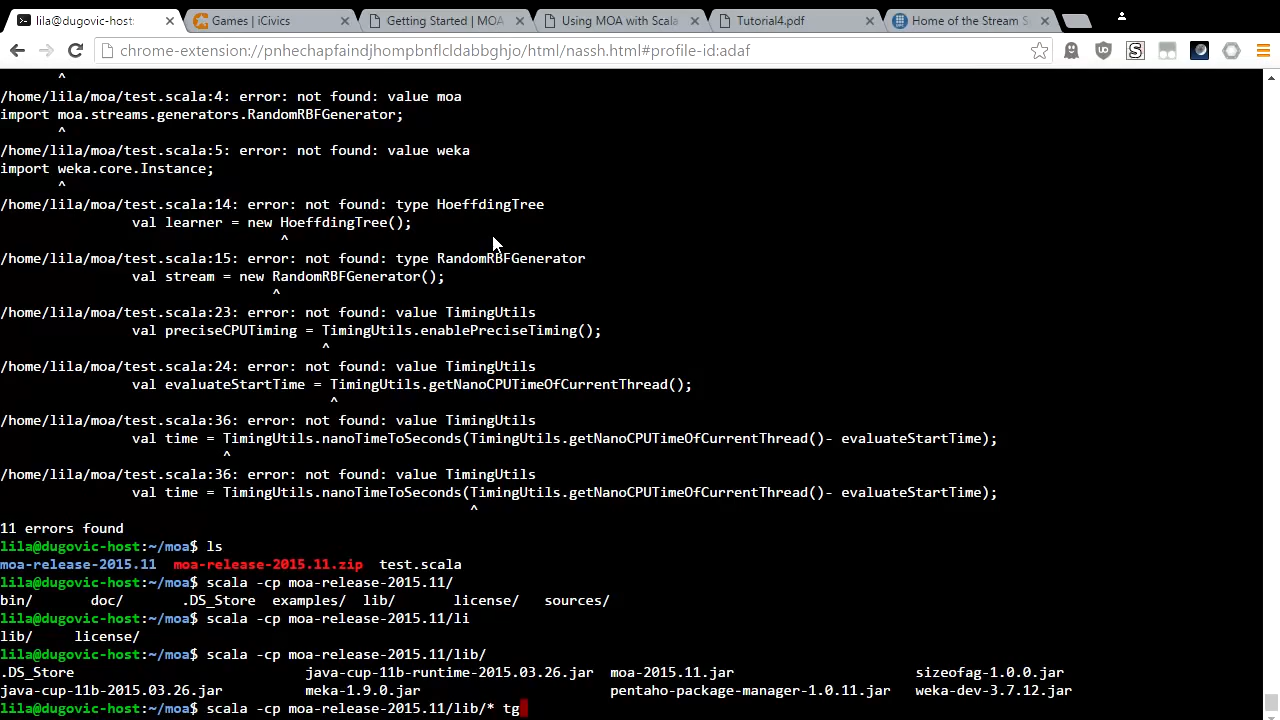 lila@dugovic-host:
Games | iCivics
Getting Started | MOA
Using MOA with Scala
Tutorial4.pdf
Home of the Stream S
chrome-extension://pnhechapfaindjhompbnflcldabbghjo/html/nassh.html#profile-id:adaf
^
/home/lila/moa/test.scala:4: error: not found: value moa
import moa.streams.generators.RandomRBFGenerator;
^
/home/lila/moa/test.scala:5: error: not found: value weka
import weka.core.Instance;
^
/home/lila/moa/test.scala:14: error: not found: type HoeffdingTree
val learner = new HoeffdingTree();
^
/home/lila/moa/test.scala:15: error: not found: type RandomRBFGenerator
val stream = new RandomRBFGenerator();
^
/home/lila/moa/test.scala:23: error: not found: value TimingUtils
val preciseCPUTiming = TimingUtils.enablePreciseTiming();
^
/home/lila/moa/test.scala:24: error: not found: value TimingUtils
val evaluateStartTime = TimingUtils.getNanoCPUTimeOfCurrentThread();
^
/home/lila/moa/test.scala:36: error: not found: value TimingUtils
val time = TimingUtils.nanoTimeToSeconds(TimingUtils.getNanoCPUTimeOfCurrentThread()- evaluateStartTime);
^
/home/lila/moa/test.scala:36: error: not found: value TimingUtils
val time = TimingUtils.nanoTimeToSeconds(TimingUtils.getNanoCPUTimeOfCurrentThread()- evaluateStartTime);
^
11 errors found
lila@dugovic-host:~/moa$ ls
moa-release-2015.11 moa-release-2015.11.zip test.scala
lila@dugovic-host:~/moa$ scala -cp moa-release-2015.11/
bin/ doc/ .DS_Store examples/ lib/ license/ sources/
lila@dugovic-host:~/moa$ scala -cp moa-release-2015.11/li
lib/ license/
lila@dugovic-host:~/moa$ scala -cp moa-release-2015.11/lib/
.DS_Store java-cup-11b-runtime-2015.03.26.jar moa-2015.11.jar sizeofag-1.0.0.jar
java-cup-11b-2015.03.26.jar meka-1.9.0.jar pentaho-package-manager-1.0.11.jar weka-dev-3.7.12.jar
lila@dugovic-host:~/moa$ scala -cp moa-release-2015.11/lib/* tg